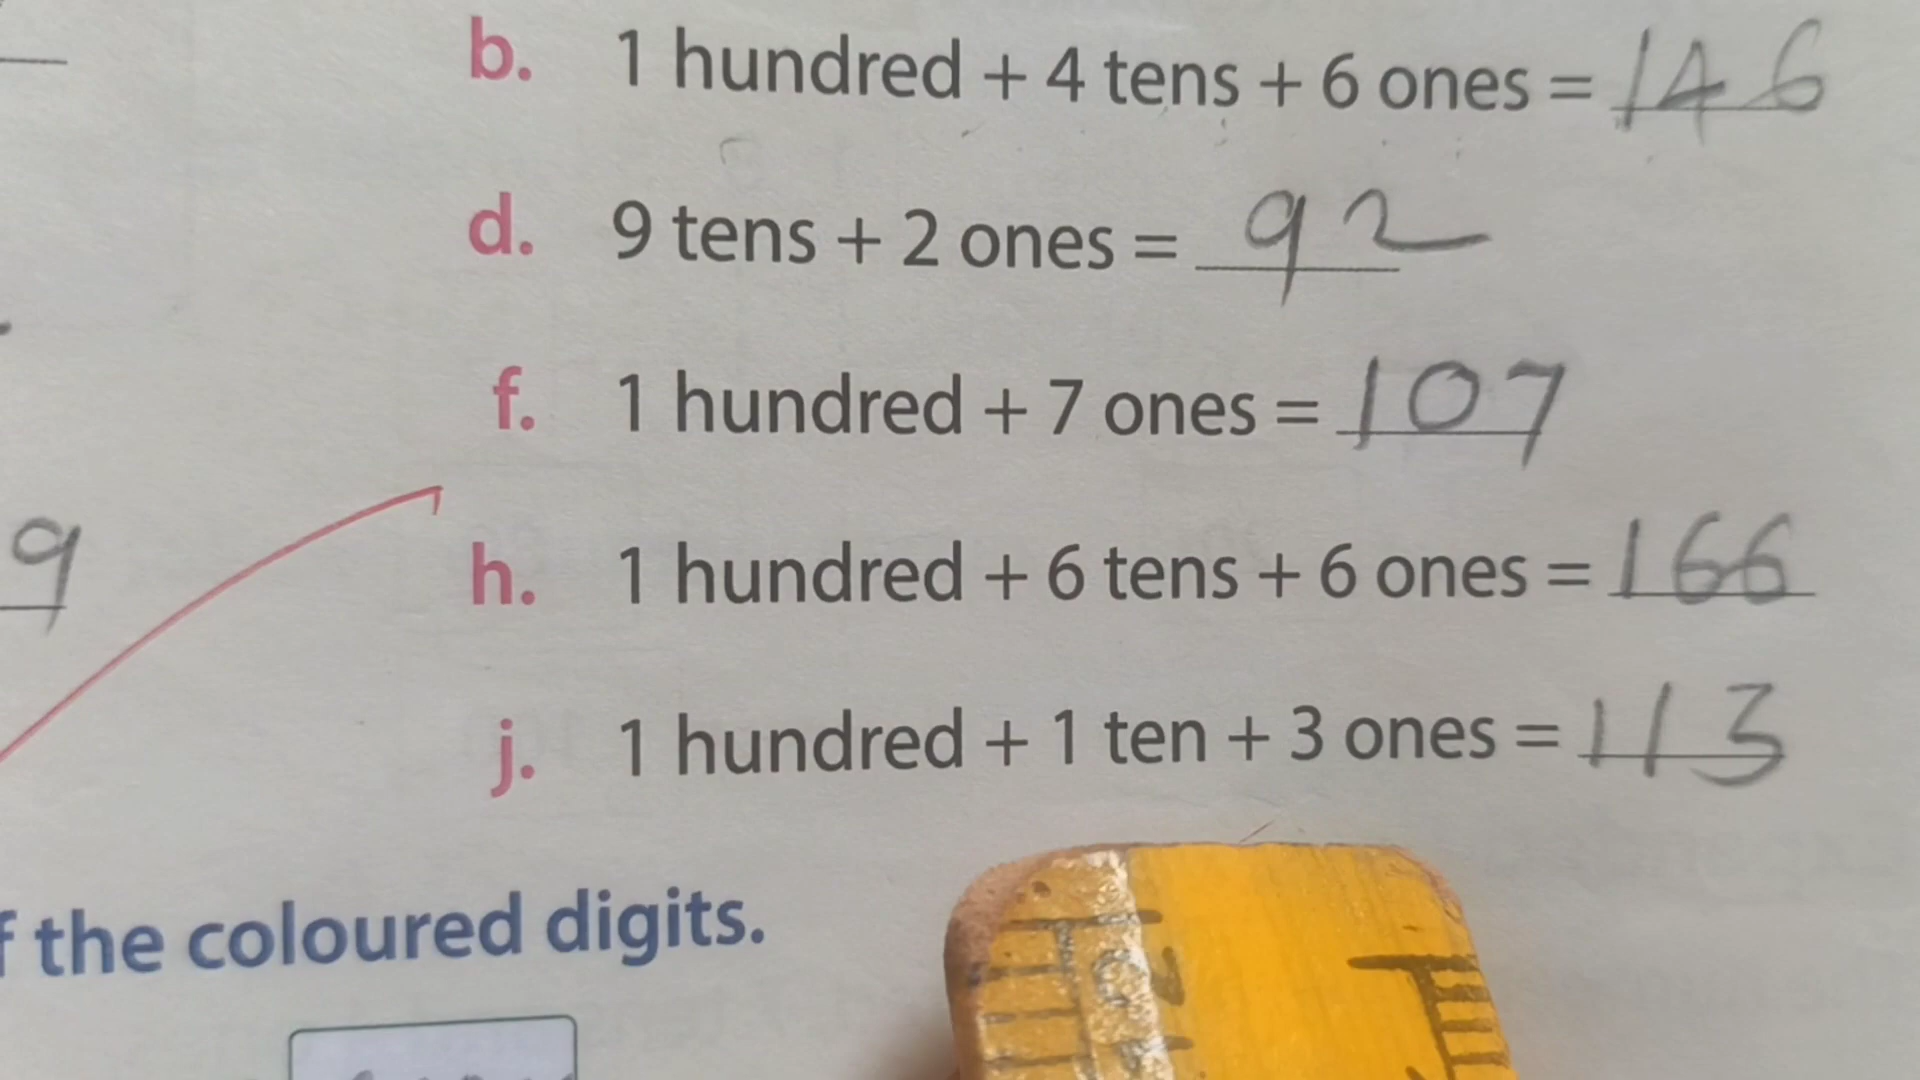 b. 1 hundred + 4 tens + 6 ones = 146
d. 9 tens + 2 ones = 92
f. 1 hundred + 7 ones = 107
9
h. 1 hundred + 6 tens + 6 ones = 166
j. 1 hundred + 1 ten + 3 ones = 113
the coloured digits.